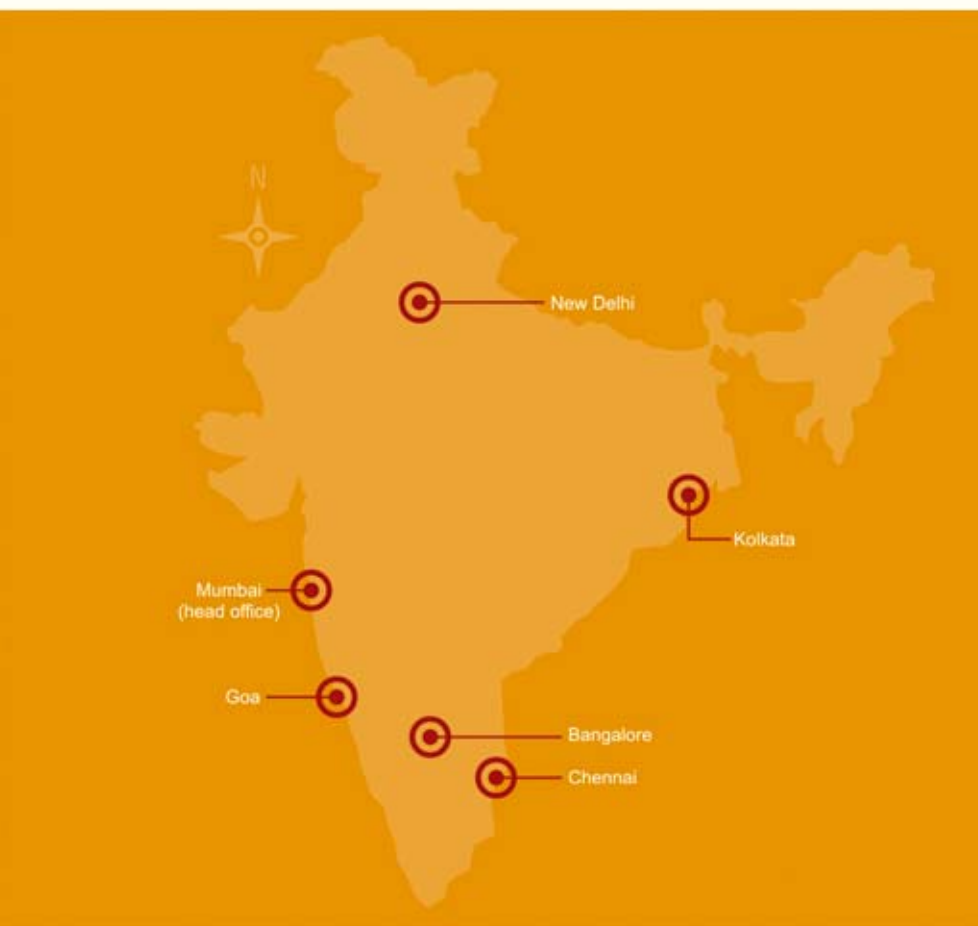 N
New Delhi
Kolkata
Mumbai
(head office)
Goa
Bangalore
Chennai